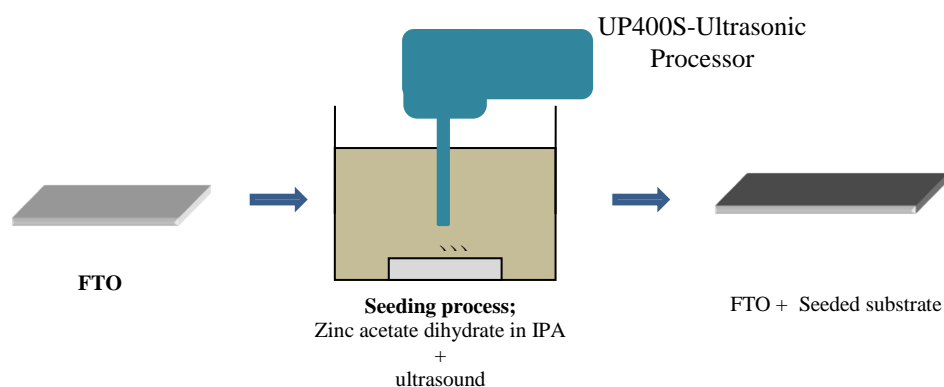 UP400S-Ultrasonic
Processor
FTO
Seeding process;
Zinc acetate dihydrate in IPA
+
ultrasound
FTO + Seeded substrate